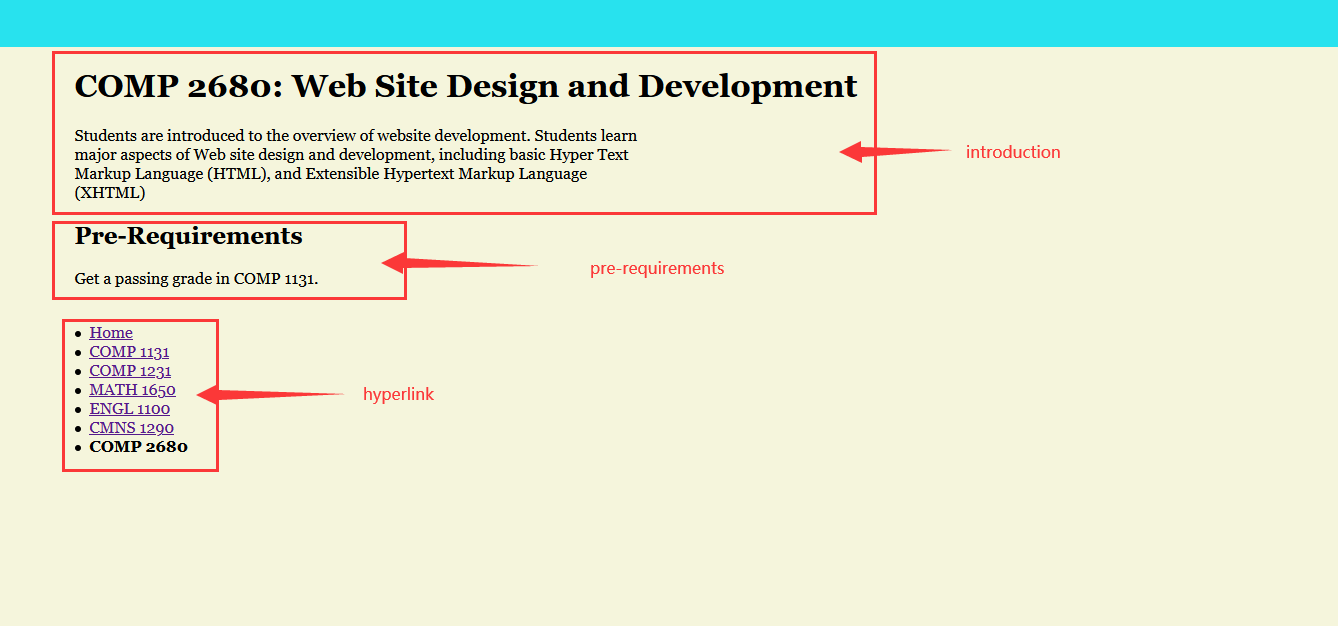 COMP 2680: Web Site Design and Development
Students are introduced to the overview of website development. Students learn
major aspects of Web site design and development, including basic Hyper Text
Markup Language (HTML), and Extensible Hypertext Markup Language
(XHTML)
introduction
Pre-Requirements
Get a passing grade in COMP 1131.
pre-requirements
Home
COMP 1131
COMP 1231
MATH 1650
ENGL 1100
CMNS 1290
COMP 2680
hyperlink